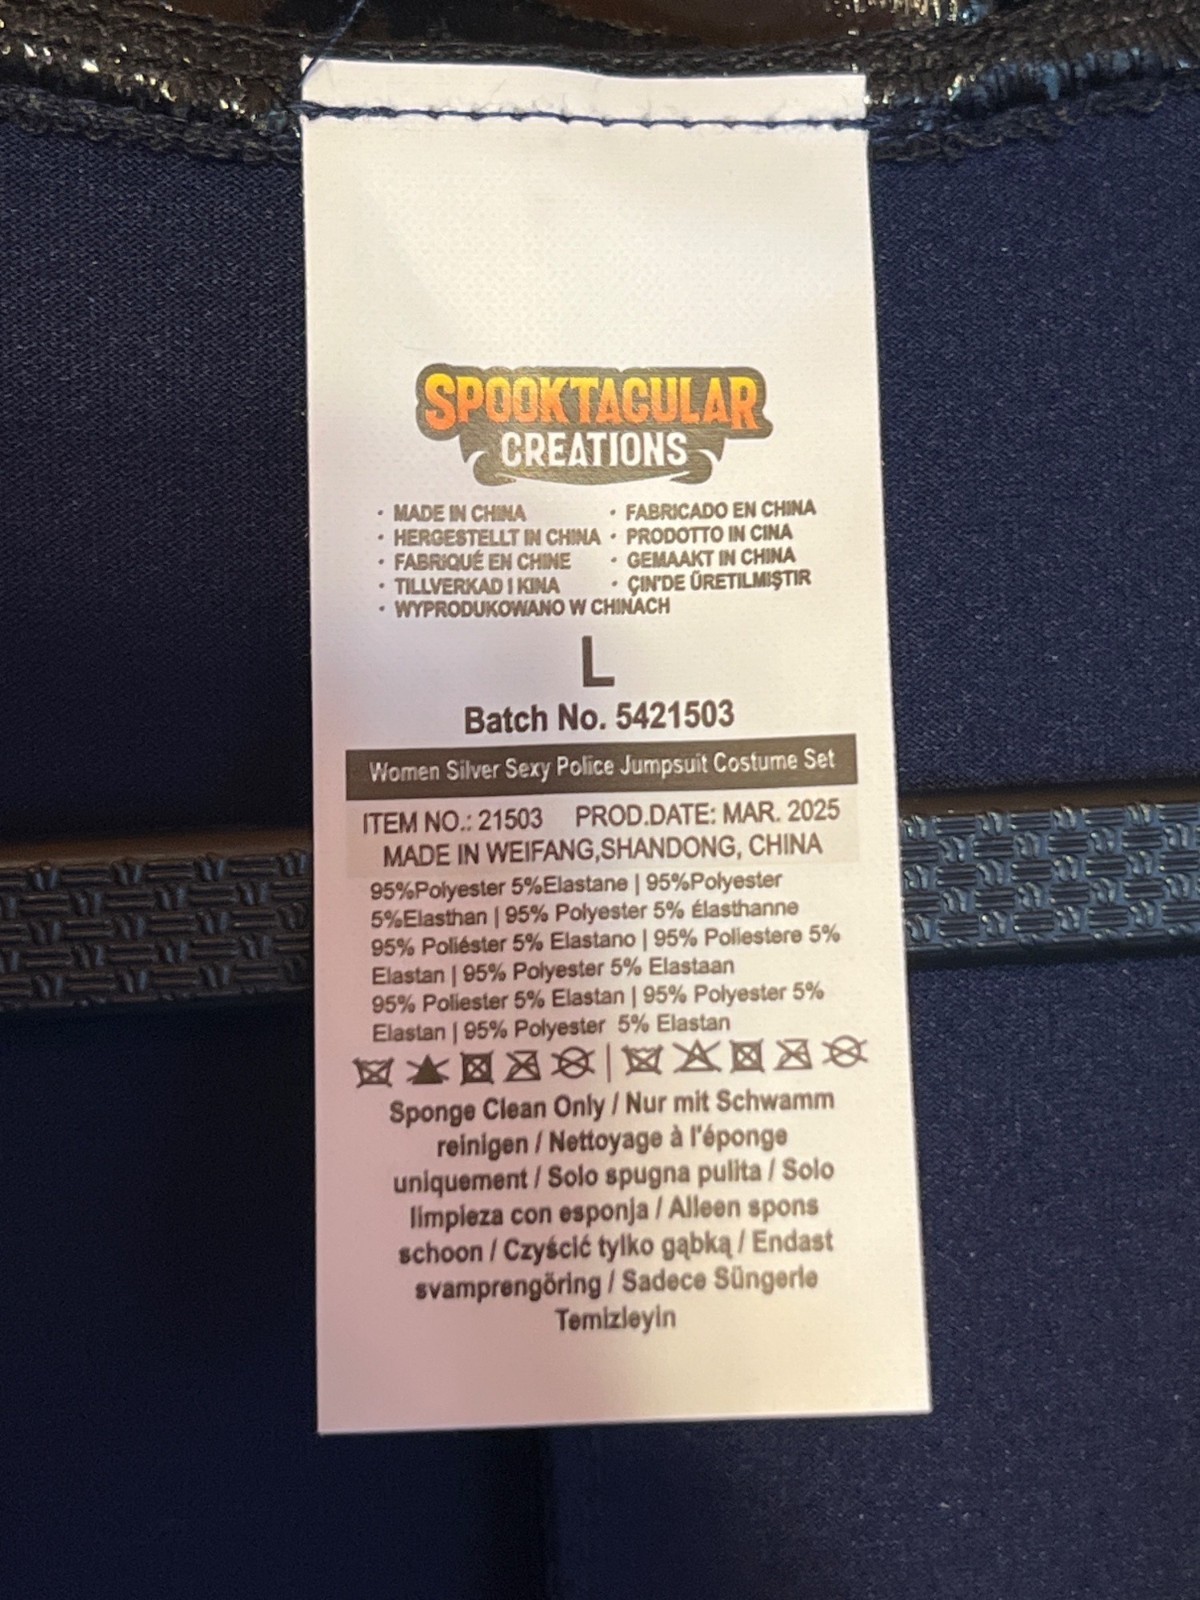 SPOOKTACULAR
CREATIONS
· MADE IN CHINA
· HERGESTELLT IN CHINA
· FABRIQUÉ EN CHINE
· TILLVERKAD I KINA
· WYPRODUKOWANO W CHINACH
· FABRICADO EN CHINA
· PRODOTTO IN CINA
· GEMAAKT IN CHINA
· ÇIN'DE ÜRETILMIŞTIR
L
Batch No. 5421503
Women Silver Sexy Police Jumpsuit Costume Set
ITEM NO.: 21503 PROD.DATE: MAR. 2025
MADE IN WEIFANG,SHANDONG, CHINA
95%Polyester 5%Elastane | 95%Polyester
5%Elasthan | 95% Polyester 5% élasthanne
95% Poliéster 5% Elastano | 95% Poliestere 5%
Elastan | 95% Polyester 5% Elastaan
95% Poliester 5% Elastan | 95% Polyester 5%
Elastan | 95% Polyester 5% Elastan
Sponge Clean Only / Nur mit Schwamm
reinigen / Nettoyage à l'éponge
uniquement / Solo spugna pulita / Solo
limpieza con esponja / Alleen spons
schoon / Czyścić tylko gąbką / Endast
svamprengöring / Sadece Süngerle
Temizleyin